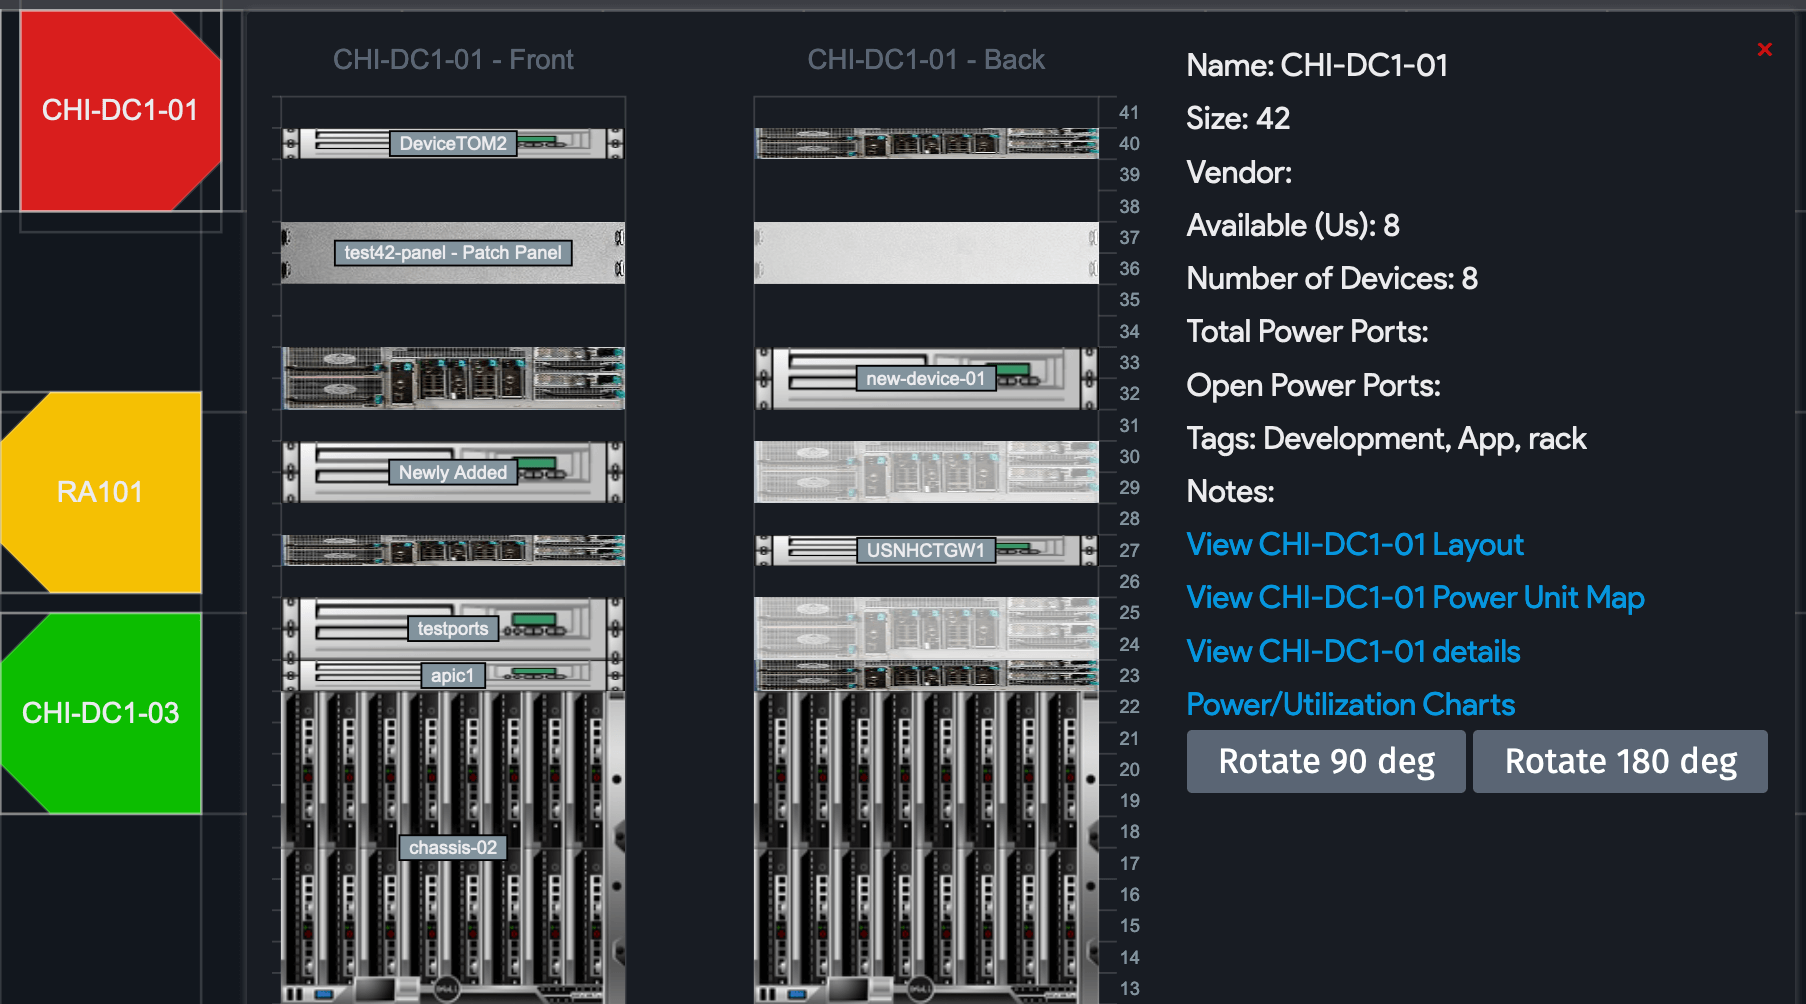 CHI-DC1-01
RA101
CHI-DC1-03
CHI-DC1-01 - Front
DeviceTOM2
test42-panel - Patch Panel
Newly Added
testports
apic1
chassis-02
CHI-DC1-01 - Back
new-device-01
USNHCTGW1
41
40
39
38
37
36
35
34
33
32
31
30
29
28
27
26
25
24
23
22
21
20
19
18
17
16
15
14
13
×
Name: CHI-DC1-01
Size: 42
Vendor:
Available (Us): 8
Number of Devices: 8
Total Power Ports:
Open Power Ports:
Tags: Development, App, rack
Notes:
View CHI-DC1-01 Layout
View CHI-DC1-01 Power Unit Map
View CHI-DC1-01 details
Power/Utilization Charts
Rotate 90 deg
Rotate 180 deg